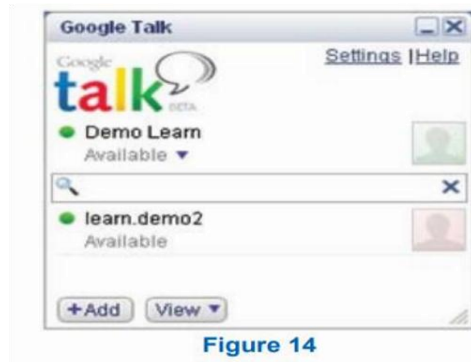 Google Talk
Settings |Help
Google
talk
BETA
Demo Learn
Available
learn.demo2
Available
+Add View
Figure 14